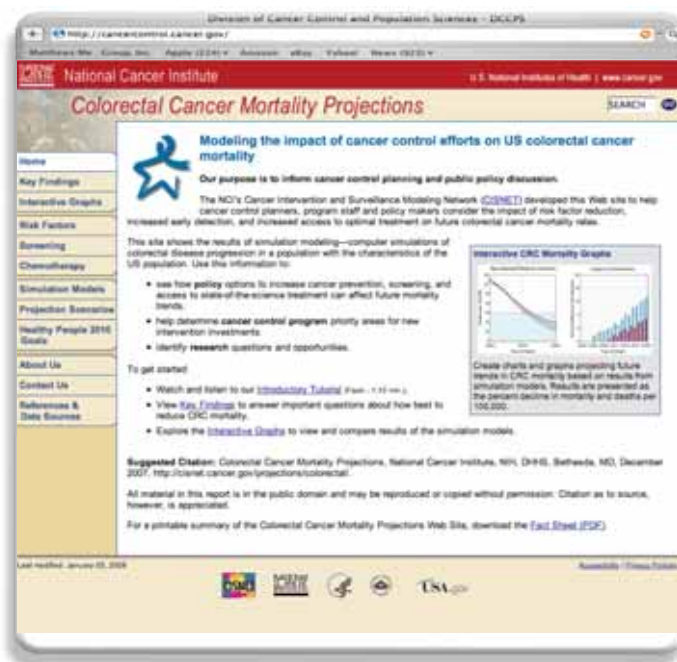 Division of Cancer Control and Population Sciences - DCCPS
http://cancercontrol.cancer.gov/
Matthews Me. Group, Inc. Apple (224) Amazon eBay Yahoo! News (923)
National Cancer Institute
U.S. National Institutes of Health | www.cancer.gov
Colorectal Cancer Mortality Projections
SEARCH
Home
Key Findings
Interactive Graphs
Risk Factors
Screening
Chemotherapy
Simulation Models
Projection Scenarios
Healthy People 2010
Goals
About Us
Contact Us
References &
Data Sources
Modeling the impact of cancer control efforts on US colorectal cancer
mortality
Our purpose is to inform cancer control planning and public policy discussion.
The NCI's Cancer Intervention and Surveillance Modeling Network (CISNET) developed this Web site to help
cancer control planners, program staff and policy makers consider the impact of risk factor reduction,
increased early detection, and increased access to optimal treatment on future colorectal cancer mortality rates.
This site shows the results of simulation modeling—computer simulations of
colorectal disease progression in a population with the characteristics of the
US population. Use this information to:
• see how policy options to increase cancer prevention, screening, and
access to state-of-the-science treatment can affect future mortality
trends.
• help determine cancer control program priority areas for new
intervention investments.
• identify research questions and opportunities.
To get started:
• Watch and listen to our Introductory Tutorial
• View Key Findings to answer important questions about how best to
reduce CRC mortality.
• Explore the Interactive Graphs to view and compare results of the simulation models.
Interactive CRC Mortality Graphs
Create charts and graphs projecting future
trends in CRC mortality based on results from
simulation models. Results are presented as
the percent decline in mortality and deaths per
100,000.
Suggested Citation: Colorectal Cancer Mortality Projections, National Cancer Institute, NIH, DHHS, Bethesda, MD, December
2007, http://cisnet.cancer.gov/projections/colorectal/.
All material in this report is in the public domain and may be reproduced or copied without permission. Citation as to source,
however, is appreciated.
For a printable summary of the Colorectal Cancer Mortality Projections Web Site, download the Fact Sheet (PDF).
Last modified: January 03, 2008
USA.gov